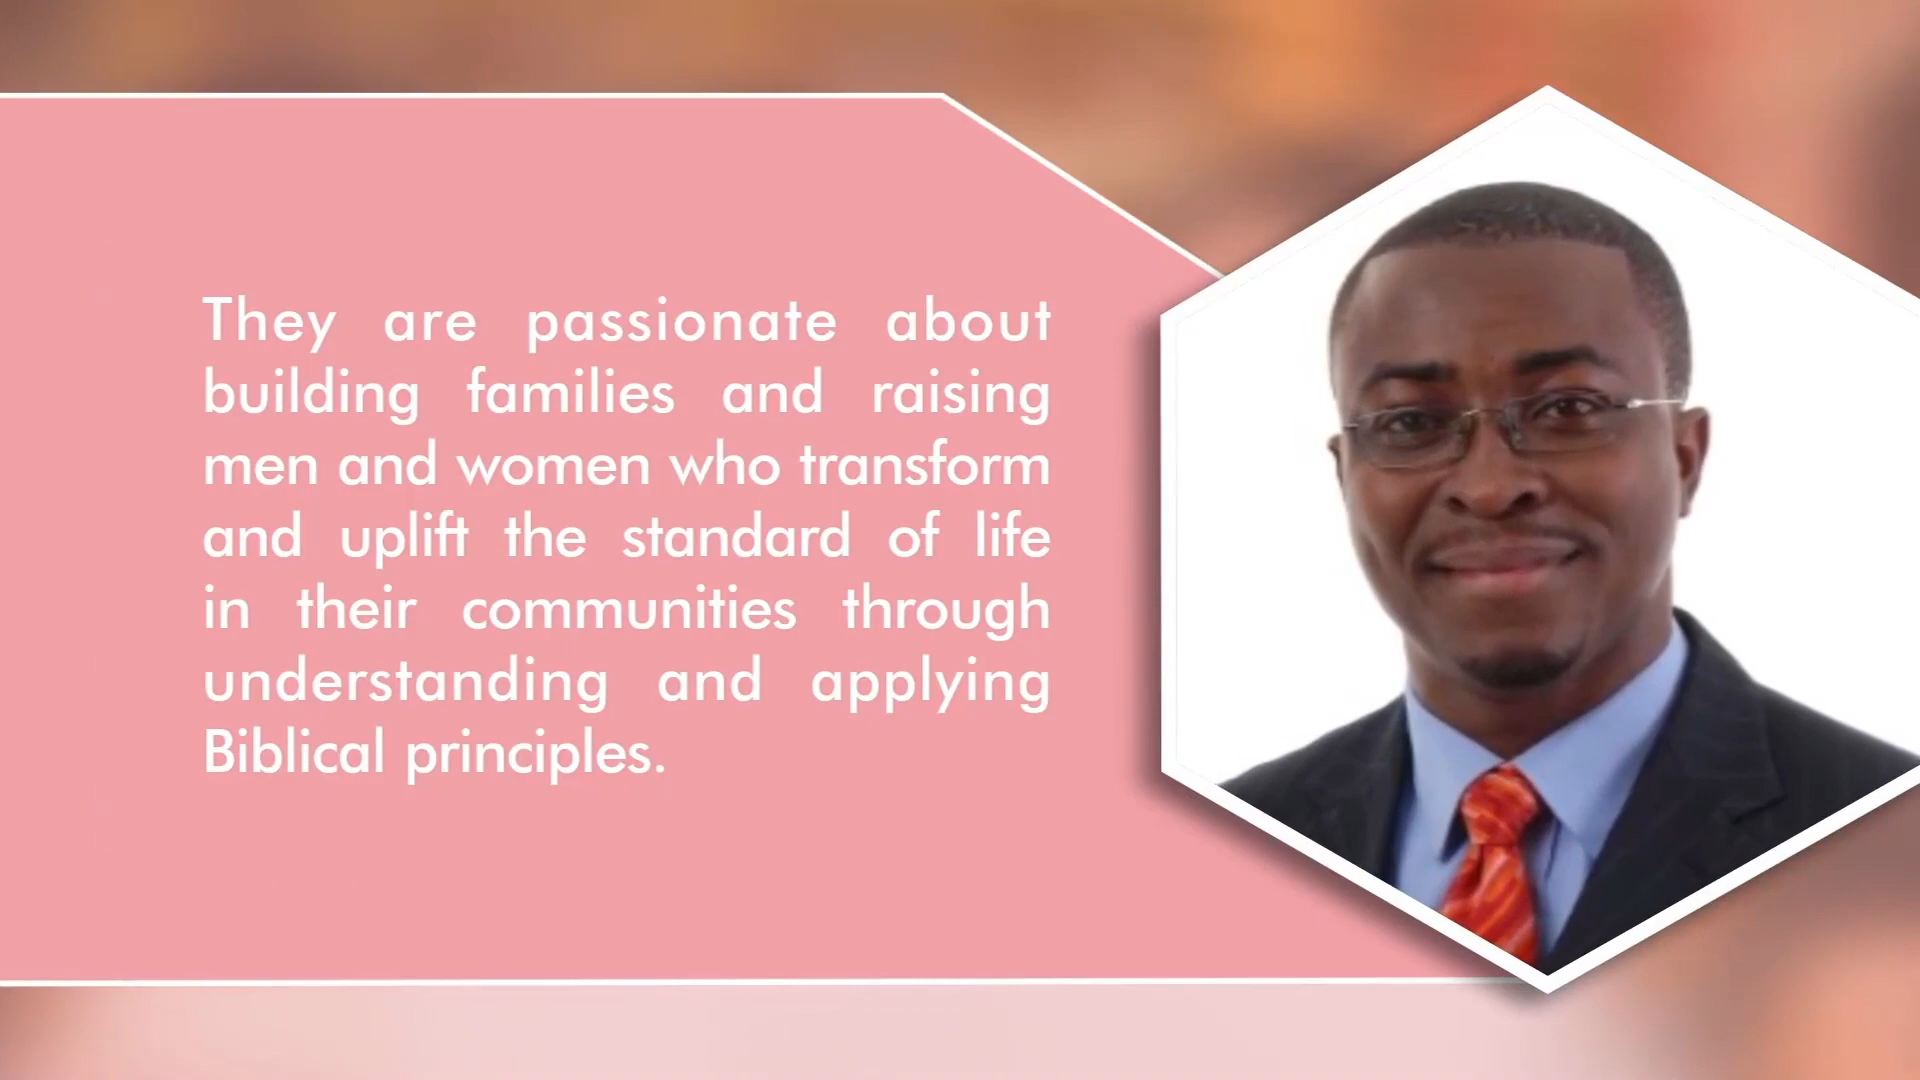 They are passionate about
building families and raising
men and women who transform
and uplift the standard of life
in their communities through
understanding and applying
Biblical principles.